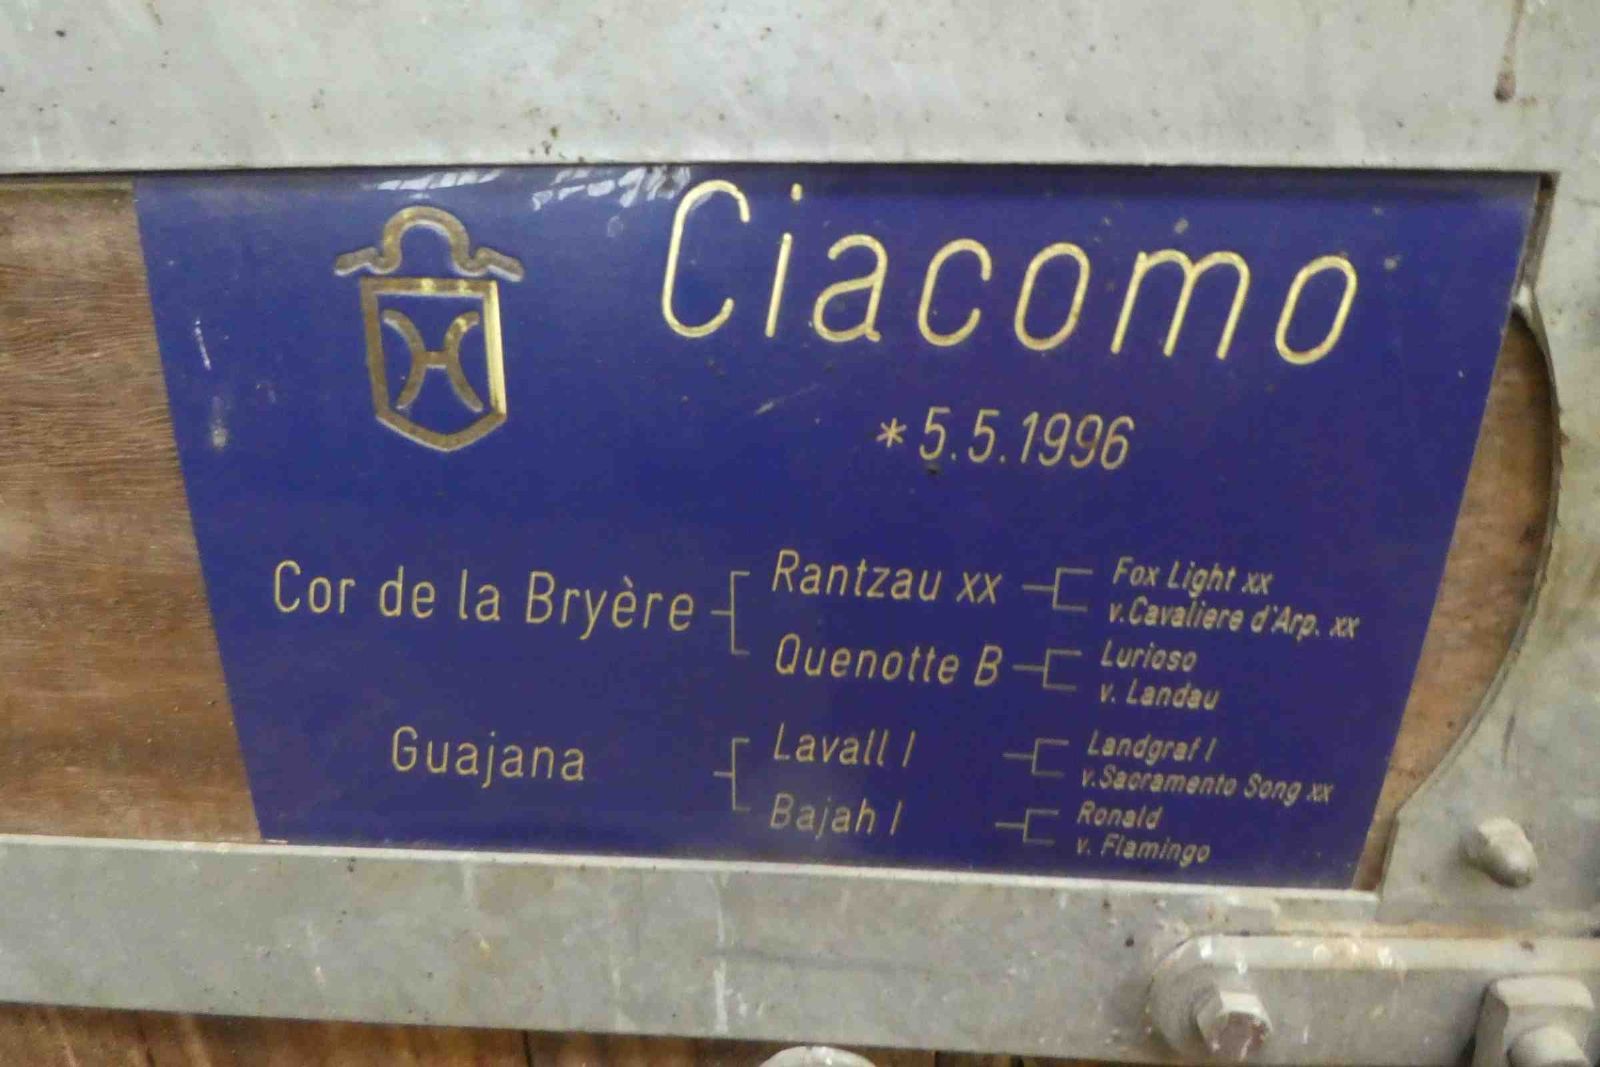 Ciacomo
*5.5.1996
Cor de la Bryère
Rantzau xx
Fox Light xx
v.Cavaliere d'Arp. xx
Quenotte B
Lurioso
v. Landau
Guajana
Lavall I
Landgraf I
v.Sacramento Song xx
Bajah I
Ronald
v. Flamingo